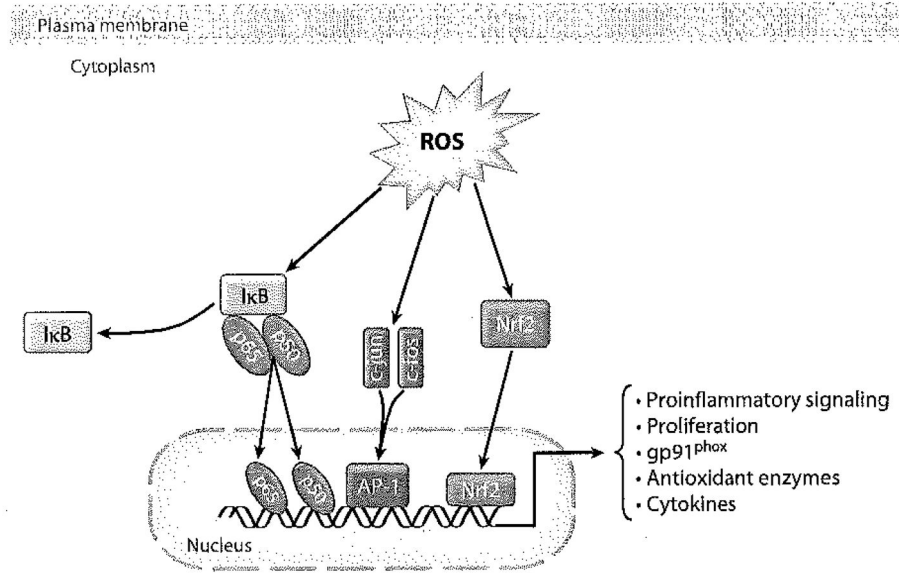 Plasma membrane
Cytoplasm
ROS
IκB
IκB
p65
p50
c-jun
c-fos
Nrf2
p65
p50
AP-1
Nrf2
Nucleus
• Proinflammatory signaling
• Proliferation
• gp91phox
• Antioxidant enzymes
• Cytokines